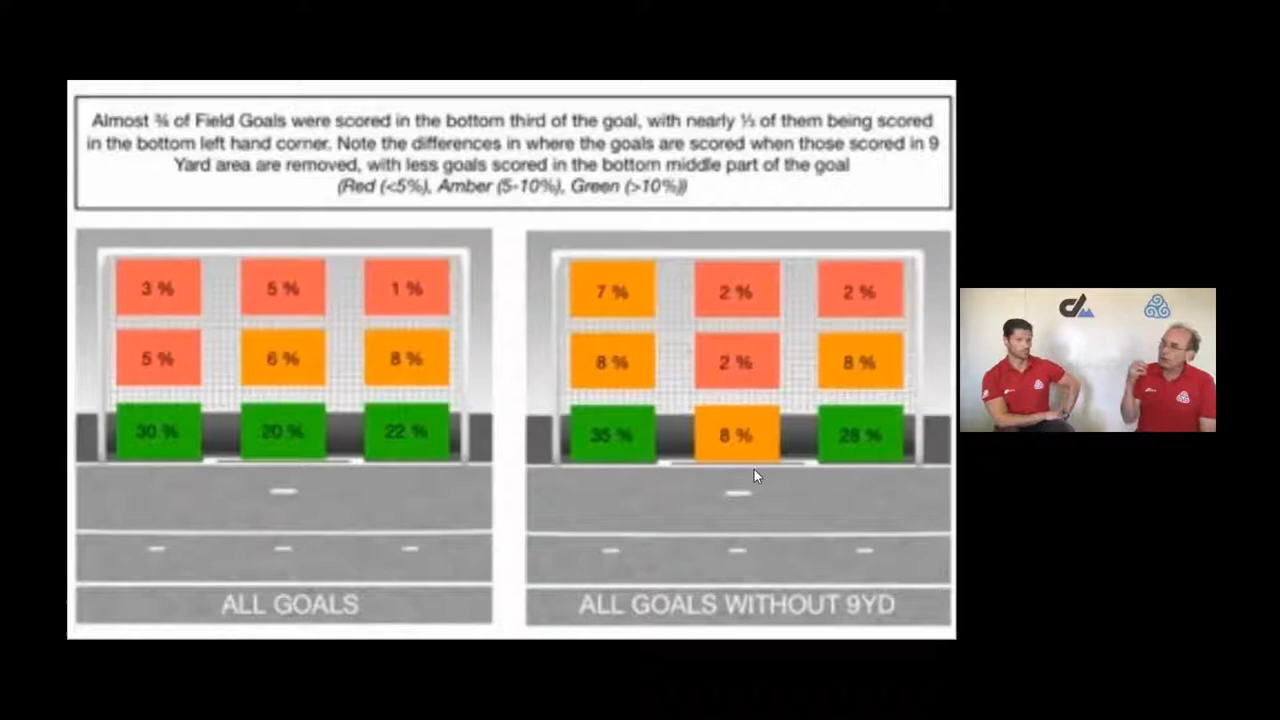 Almost ¾ of Field Goals were scored in the bottom third of the goal, with nearly ⅓ of them being scored
in the bottom left hand corner. Note the differences in where the goals are scored when those scored in 9
Yard area are removed, with less goals scored in the bottom middle part of the goal
(Red (<5%), Amber (5-10%), Green (>10%))
3 % 5 % 1 %
5 % 6 % 8 %
30 % 20 % 22 %
ALL GOALS
7 % 2 % 2 %
8 % 2 % 8 %
35 % 8 % 28 %
ALL GOALS WITHOUT 9YD